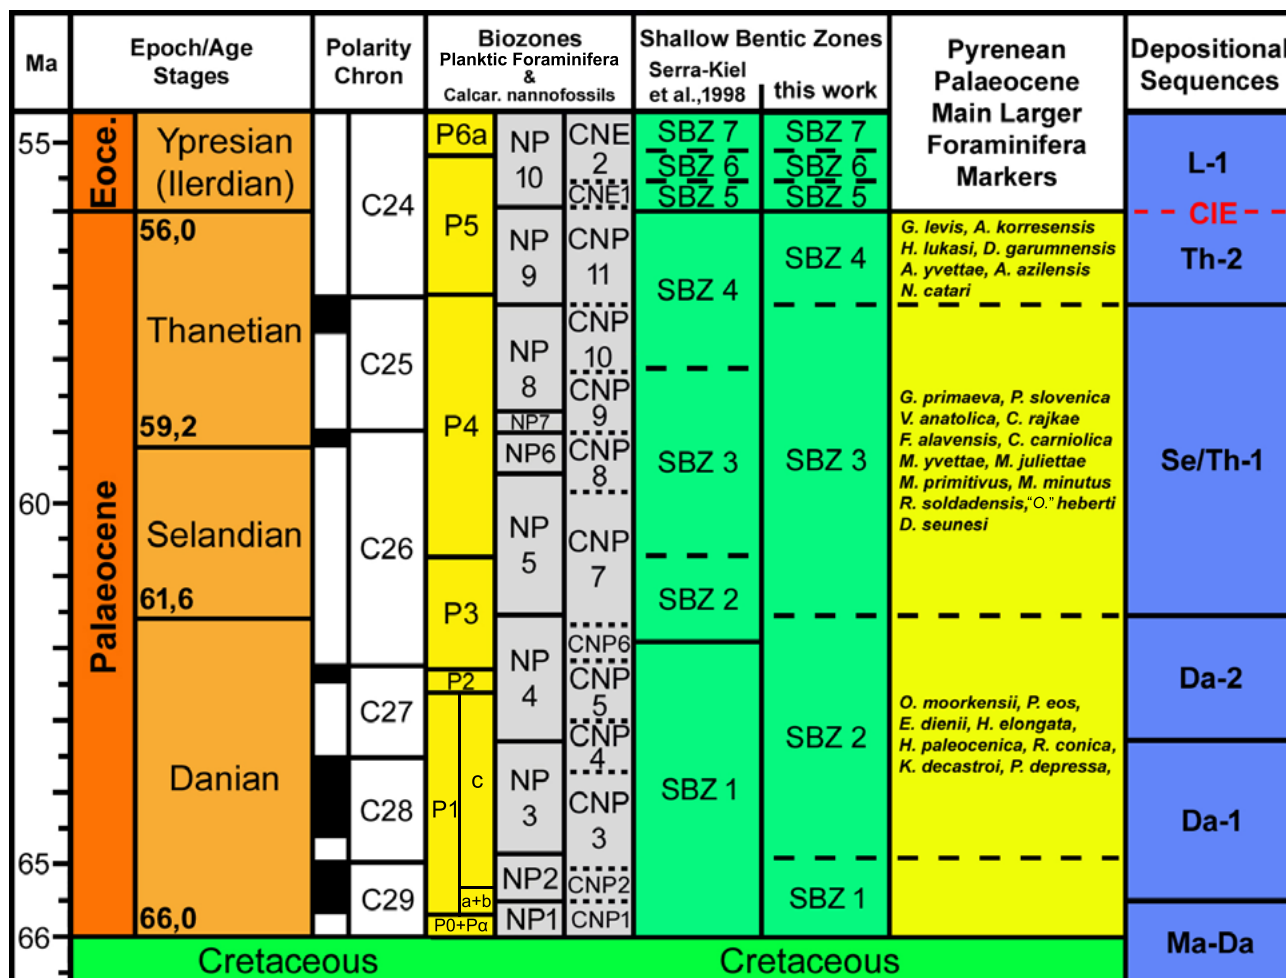 Ma
Epoch/Age
Stages
Polarity
Chron
Biozones
Planktic Foraminifera
&
Calcar. nannofossils
Shallow Bentic Zones
Serra-Kiel
et al.,1998
this work
Pyrenean
Palaeocene
Main Larger
Foraminifera
Markers
Depositional
Sequences
55
60
65
66
Eoce.
Palaeocene
Ypresian
(Ilerdian)
56,0
Thanetian
59,2
Selandian
61,6
Danian
66,0
C24
C25
C26
C27
C28
C29
P6a
P5
P4
P3
P2
P1
c
a+b
P0+Pα
NP
10
NP
9
NP
8
NP7
NP6
NP
5
NP
4
NP
3
NP2
NP1
CNE
2
CNE1
CNP
11
CNP
10
CNP
9
CNP
8
CNP
7
CNP6
CNP
5
CNP
4
CNP
3
CNP2
CNP1
SBZ 7
SBZ 6
SBZ 5
SBZ 4
SBZ 3
SBZ 2
SBZ 1
SBZ 7
SBZ 6
SBZ 5
SBZ 4
SBZ 3
SBZ 2
SBZ 1
G. levis, A. korresensis
H. lukasi, D. garumnensis
A. yvettae, A. azilensis
N. catari
G. primaeva, P. slovenica
V. anatolica, C. rajkae
F. alavensis, C. carniolica
M. yvettae, M. juliettae
M. primitivus, M. minutus
R. soldadensis,“O.” heberti
D. seunesi
O. moorkensii, P. eos,
E. dienii, H. elongata,
H. paleocenica, R. conica,
K. decastroi, P. depressa,
L-1
CIE
Th-2
Se/Th-1
Da-2
Da-1
Ma-Da
Cretaceous
Cretaceous